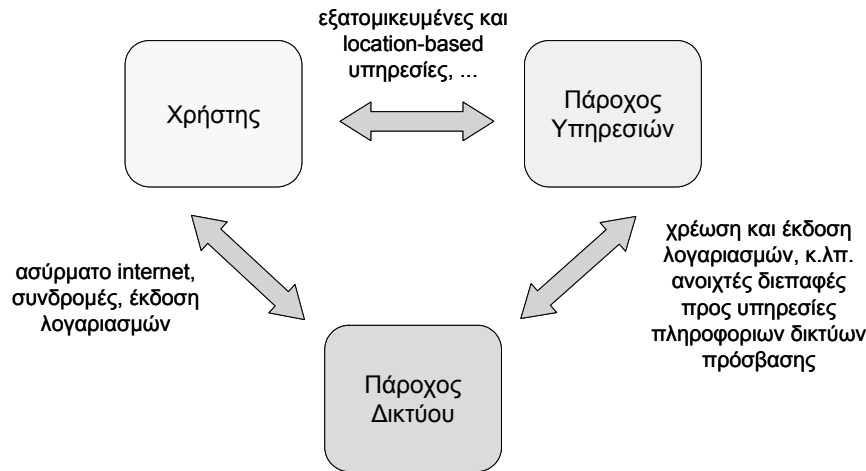 εξατομικευμένες και
location-based
υπηρεσίες, ...
Χρήστης
Πάροχος
Υπηρεσιών
ασύρματο internet,
συνδρομές, έκδοση
λογαριασμών
χρέωση και έκδοση
λογαριασμών, κ.λπ.
ανοιχτές διεπαφές
προς υπηρεσίες
πληροφοριων δικτύων
πρόσβασης
Πάροχος
Δικτύου